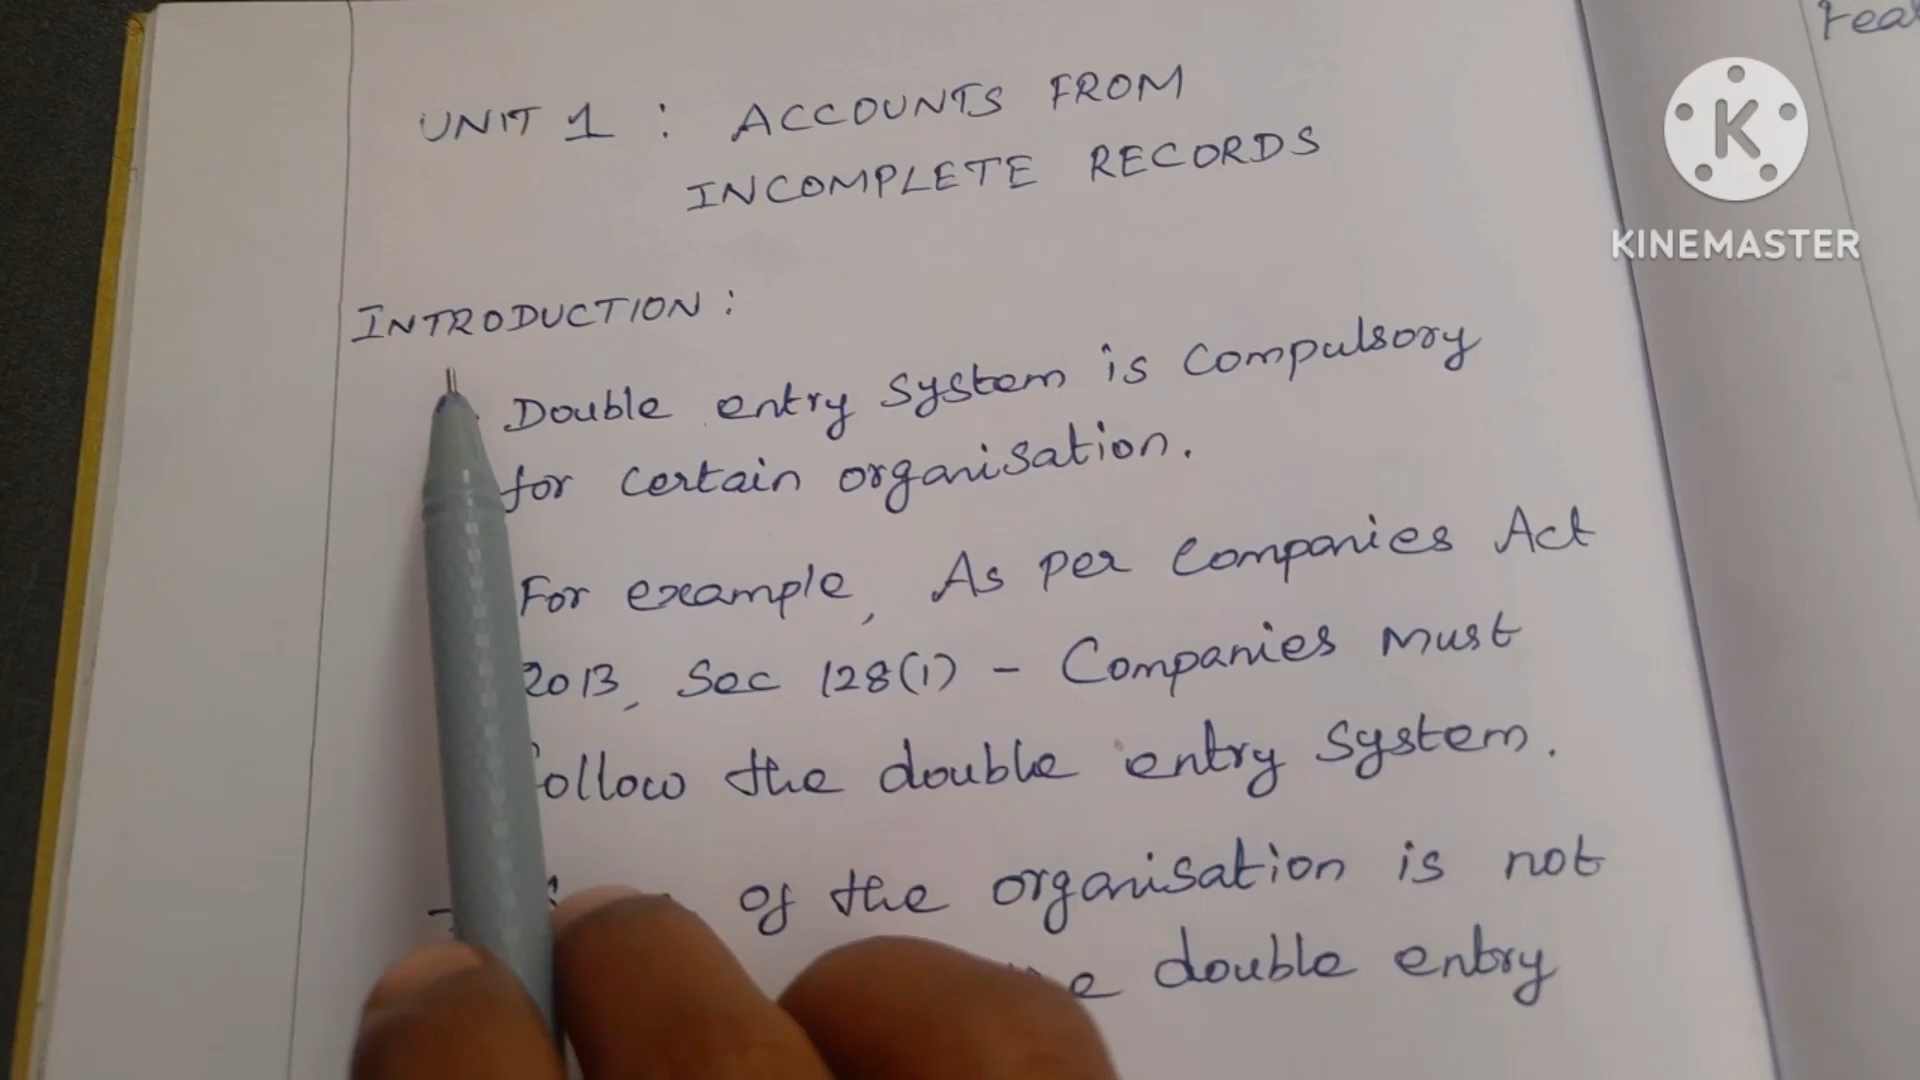 UNIT 1 : ACCOUNTS FROM
INCOMPLETE RECORDS
INTRODUCTION :
Double entry system is compulsory
for certain organisation.
For example, As per Companies Act
2013, Sec 128(1) - Companies must
follow the double entry system.
of the organisation is not
double entry
K
KINEMASTER